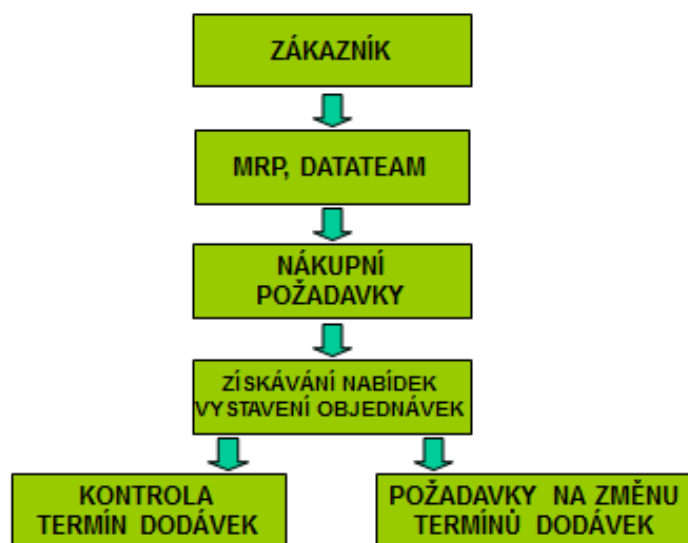 ZÁKAZNÍK
MRP, DATATEAM
NÁKUPNÍ
POŽADAVKY
ZÍSKÁVÁNÍ NABÍDEK
VYSTAVENÍ OBJEDNÁVEK
KONTROLA
TERMÍN DODÁVEK
POŽADAVKY NA ZMĚNU
TERMÍNŮ DODÁVEK